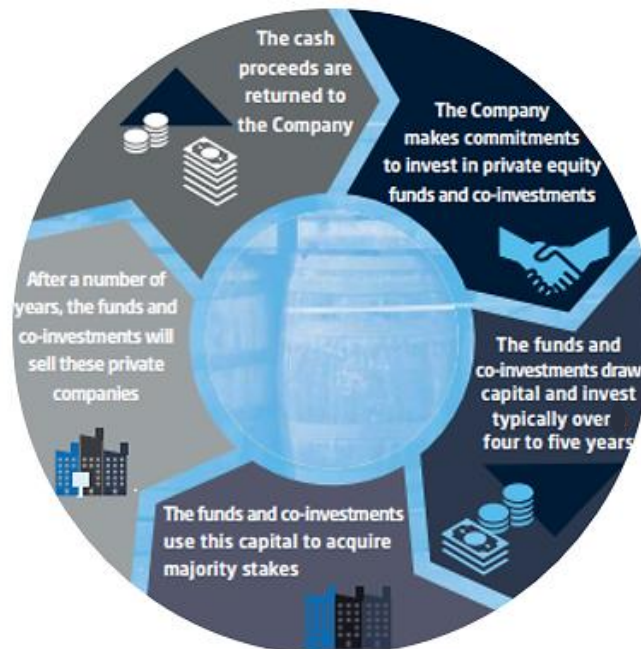 The cash
proceeds are
returned to
the Company
The Company
makes commitments
to invest in private equity
funds and co-investments
The funds and
co-investments draw
capital and invest
typically over
four to five years
The funds and co-investments
use this capital to acquire
majority stakes
After a number of
years, the funds and
co-investments will
sell these private
companies